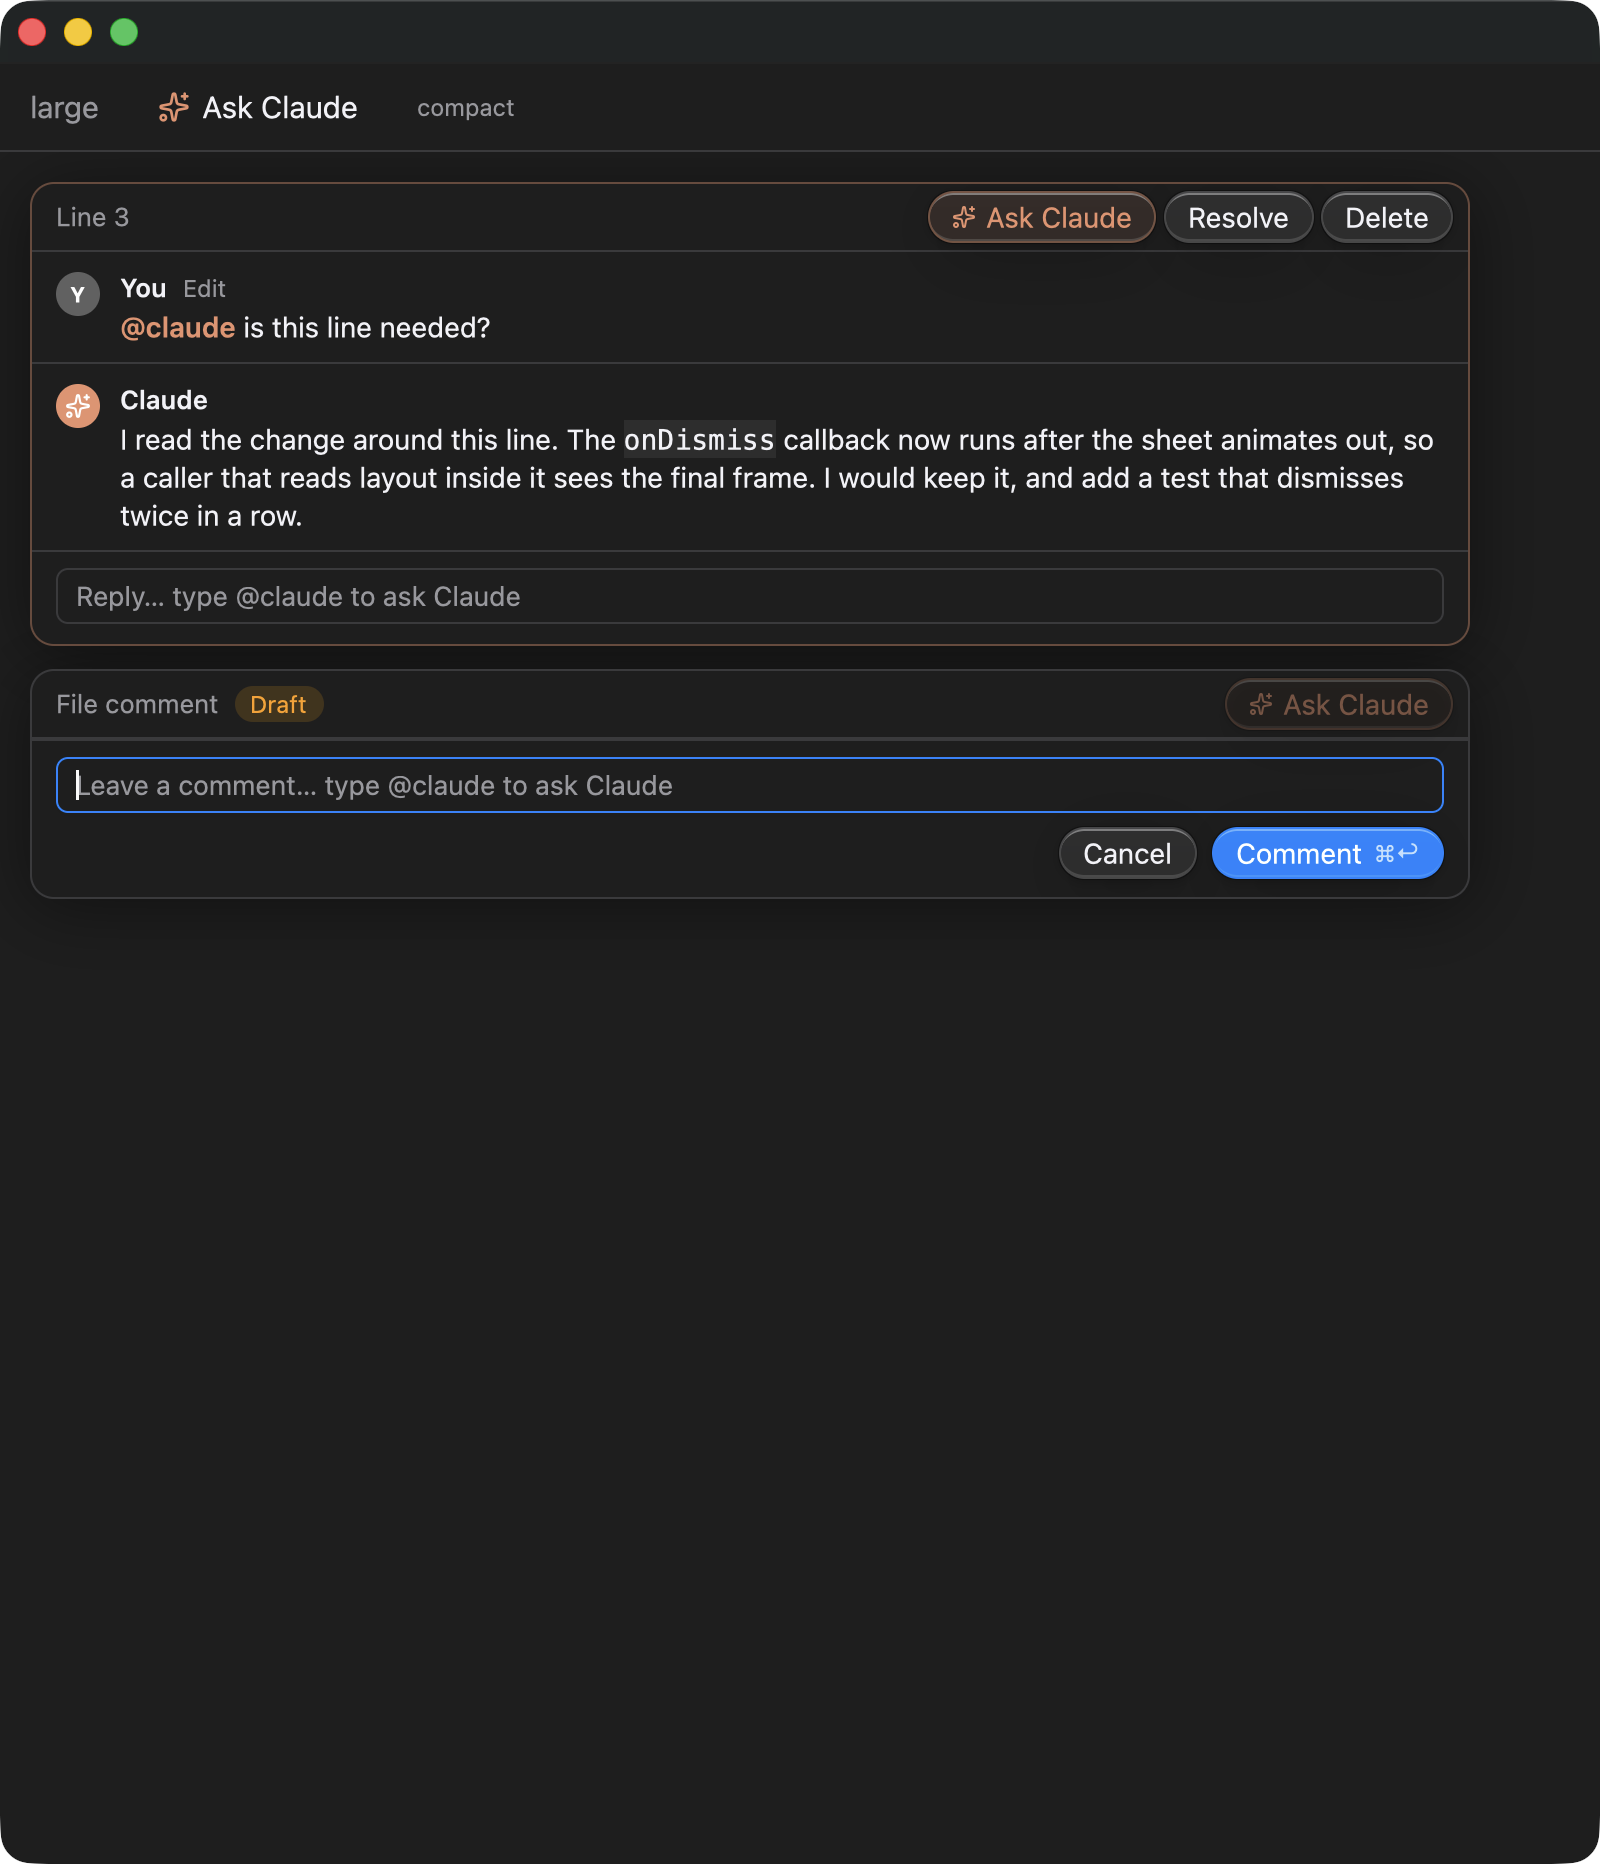 large Ask Claude compact
Line 3 Ask Claude Resolve Delete
Y You Edit
@claude is this line needed?
Claude
I read the change around this line. The onDismiss callback now runs after the sheet animates out, so
a caller that reads layout inside it sees the final frame. I would keep it, and add a test that dismisses
twice in a row.
Reply... type @claude to ask Claude
File comment Draft Ask Claude
Leave a comment... type @claude to ask Claude
Cancel Comment ⌘↩